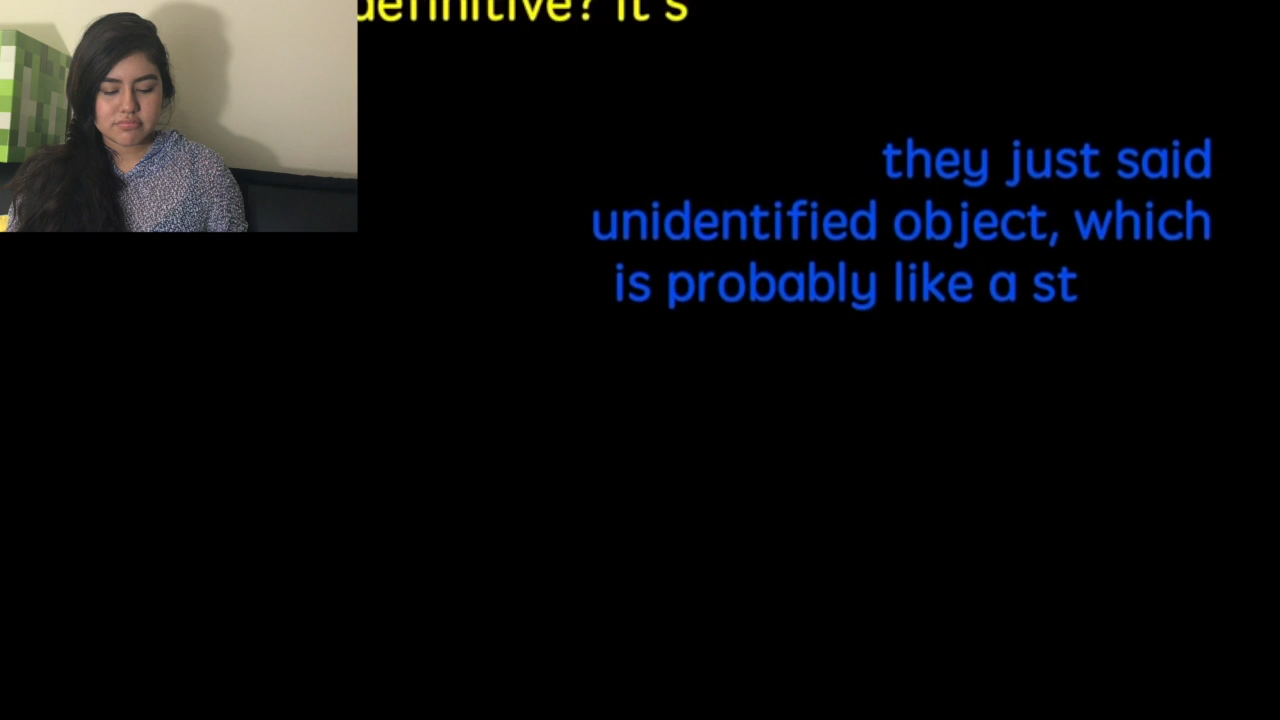 definitive? it's
they just said
unidentified object, which
is probably like a st